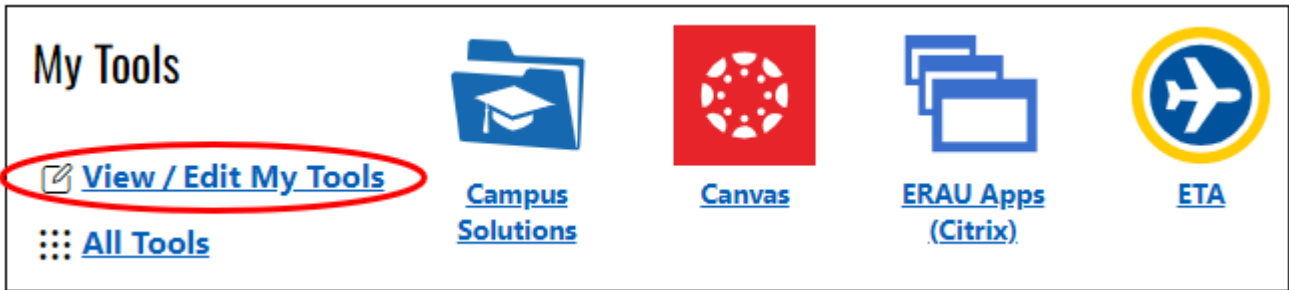 My Tools
View / Edit My Tools
All Tools
Campus
Solutions
Canvas
ERAU Apps
(Citrix)
ETA